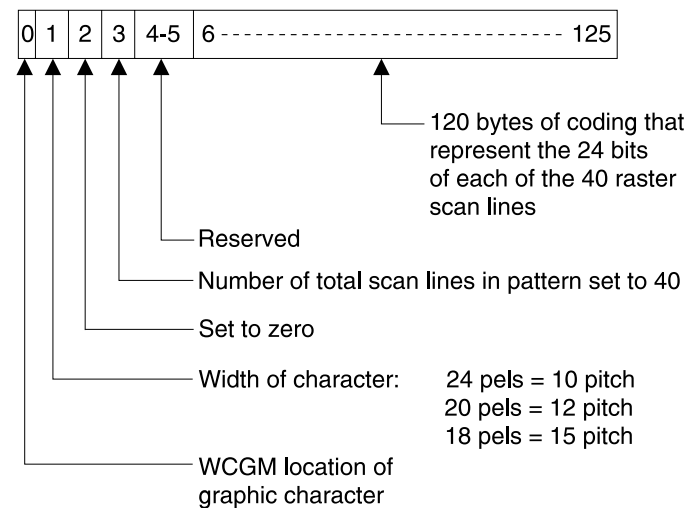 0 1 2 3 4-5 6 ------------------------------ 125
120 bytes of coding that
represent the 24 bits
of each of the 40 raster
scan lines
Reserved
Number of total scan lines in pattern set to 40
Set to zero
Width of character: 24 pels = 10 pitch
20 pels = 12 pitch
18 pels = 15 pitch
WCGM location of
graphic character